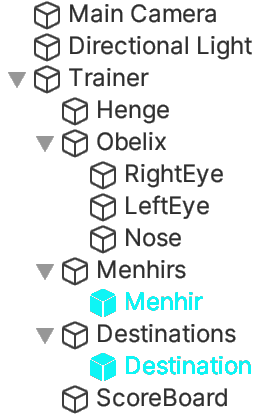 Main Camera
Directional Light
Trainer
Henge
Obelix
RightEye
LeftEye
Nose
Menhirs
Menhir
Destinations
Destination
ScoreBoard